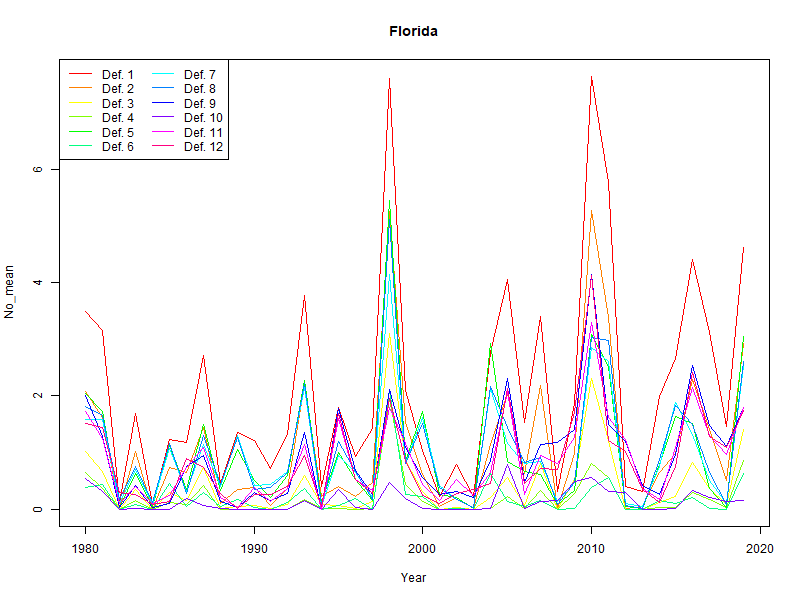 Florida
Def. 1
Def. 2
Def. 3
Def. 4
Def. 5
Def. 6
Def. 7
Def. 8
Def. 9
Def. 10
Def. 11
Def. 12
No_mean
6
4
2
0
1980 1990 2000 2010 2020
Year